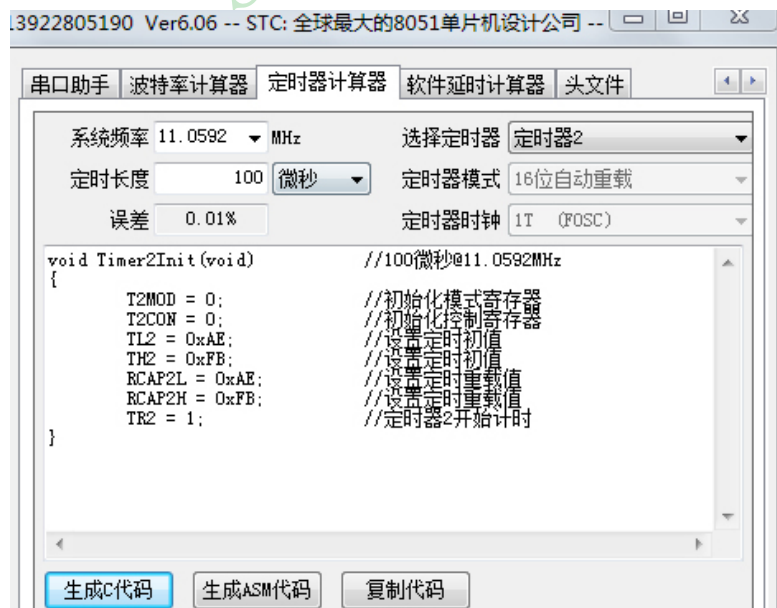 13922805190 Ver6.06 -- STC: 全球最大的8051单片机设计公司 --
串口助手 波特率计算器 定时器计算器 软件延时计算器 头文件
系统频率 11.0592 MHz 选择定时器 定时器2
定时长度 100 微秒 定时器模式 16位自动重载
误差 0.01% 定时器时钟 1T (FOSC)
void Timer2Init(void) //100微秒@11.0592MHz
{
T2MOD = 0; //初始化模式寄存器
T2CON = 0; //初始化控制寄存器
TL2 = 0xAE; //设置定时初值
TH2 = 0xFB; //设置定时初值
RCAP2L = 0xAE; //设置定时重载值
RCAP2H = 0xFB; //设置定时重载值
TR2 = 1; //定时器2开始计时
}
生成C代码 生成ASM代码 复制代码